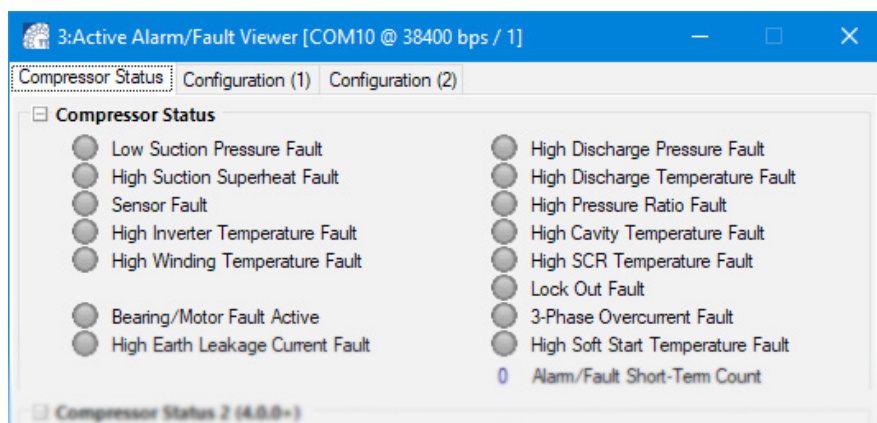 3:Active Alarm/Fault Viewer [COM10 @ 38400 bps / 1]
Compressor Status Configuration (1) Configuration (2)
Compressor Status
Low Suction Pressure Fault High Discharge Pressure Fault
High Suction Superheat Fault High Discharge Temperature Fault
Sensor Fault High Pressure Ratio Fault
High Inverter Temperature Fault High Cavity Temperature Fault
High Winding Temperature Fault High SCR Temperature Fault
Lock Out Fault
Bearing/Motor Fault Active 3-Phase Overcurrent Fault
High Earth Leakage Current Fault High Soft Start Temperature Fault
0 Alarm/Fault Short-Term Count
Compressor Status 2 (4.0.0+)